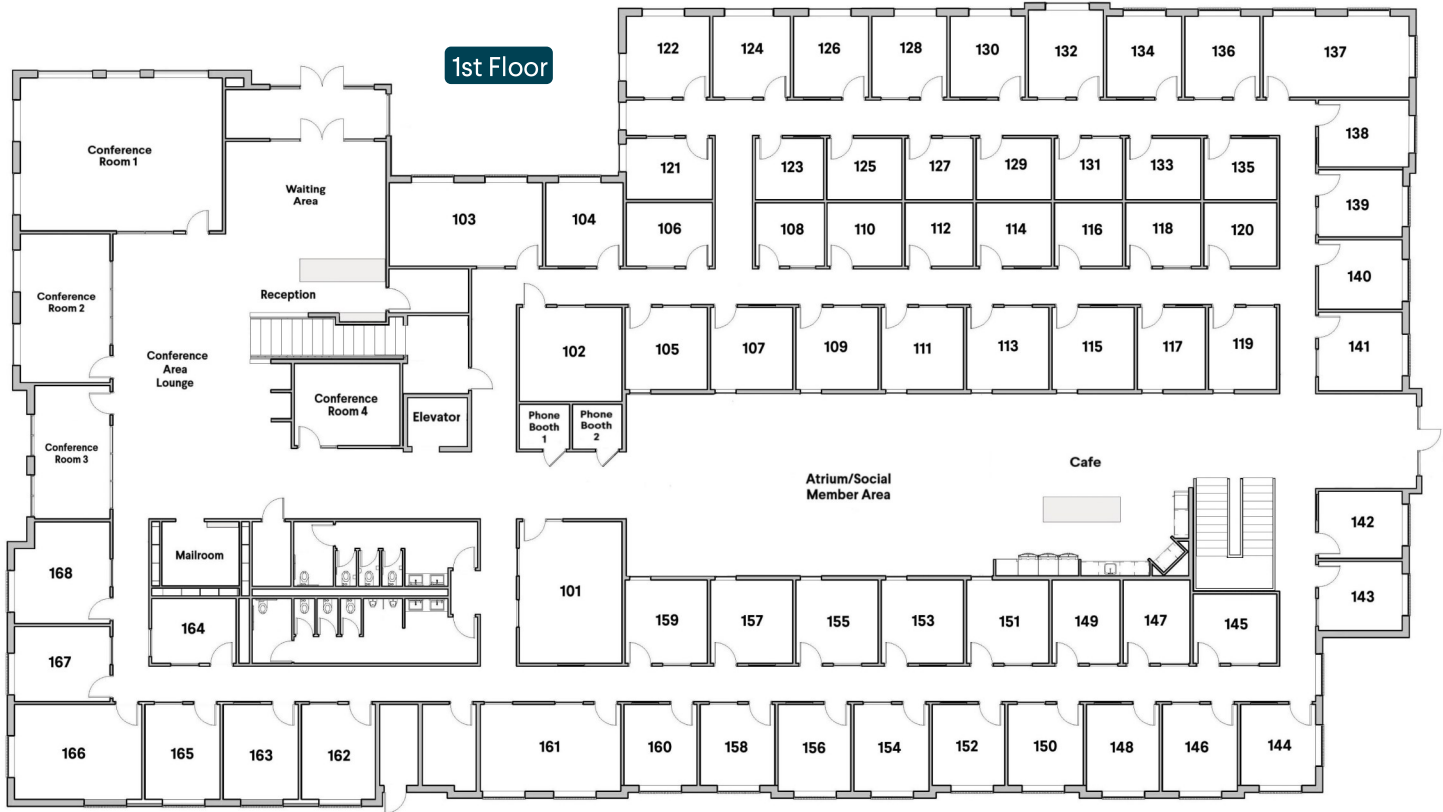 1st Floor
122
124
126
128
130
132
134
136
137
138
Conference
Room 1
121
123
125
127
129
131
133
135
Waiting
Area
139
103
104
106
108
110
112
114
116
118
120
140
Conference
Room 2
Reception
102
105
107
109
111
113
115
117
119
141
Conference
Area
Lounge
Conference
Room 4
Elevator
Phone
Booth
1
Phone
Booth
2
Conference
Room 3
Cafe
Atrium/Social
Member Area
142
168
Mailroom
101
143
164
159
157
155
153
151
149
147
145
167
166
165
163
162
161
160
158
156
154
152
150
148
146
144